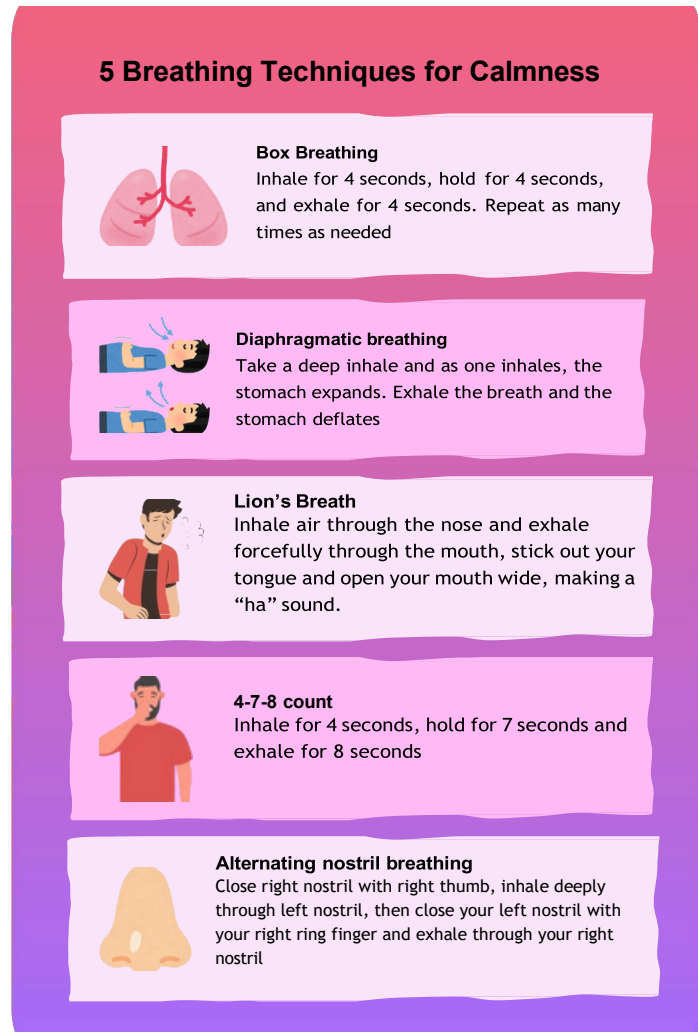 5 Breathing Techniques for Calmness
Box Breathing
Inhale for 4 seconds, hold for 4 seconds,
and exhale for 4 seconds. Repeat as many
times as needed
Diaphragmatic breathing
Take a deep inhale and as one inhales, the
stomach expands. Exhale the breath and the
stomach deflates
Lion's Breath
Inhale air through the nose and exhale
forcefully through the mouth, stick out your
tongue and open your mouth wide, making a
“ha” sound.
4-7-8 count
Inhale for 4 seconds, hold for 7 seconds and
exhale for 8 seconds
Alternating nostril breathing
Close right nostril with right thumb, inhale deeply
through left nostril, then close your left nostril with
your right ring finger and exhale through your right
nostril